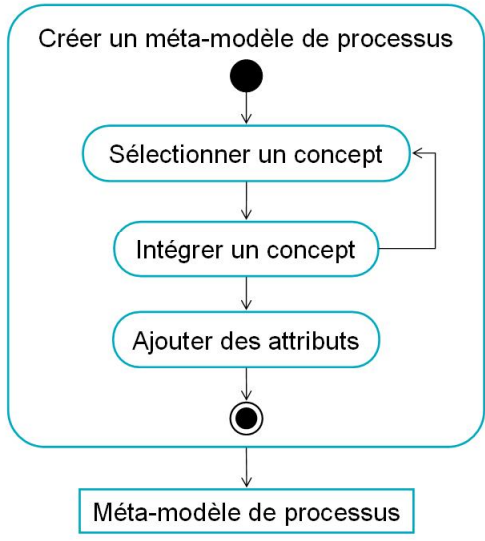 Créer un méta-modèle de processus
Sélectionner un concept
Intégrer un concept
Ajouter des attributs
Méta-modèle de processus